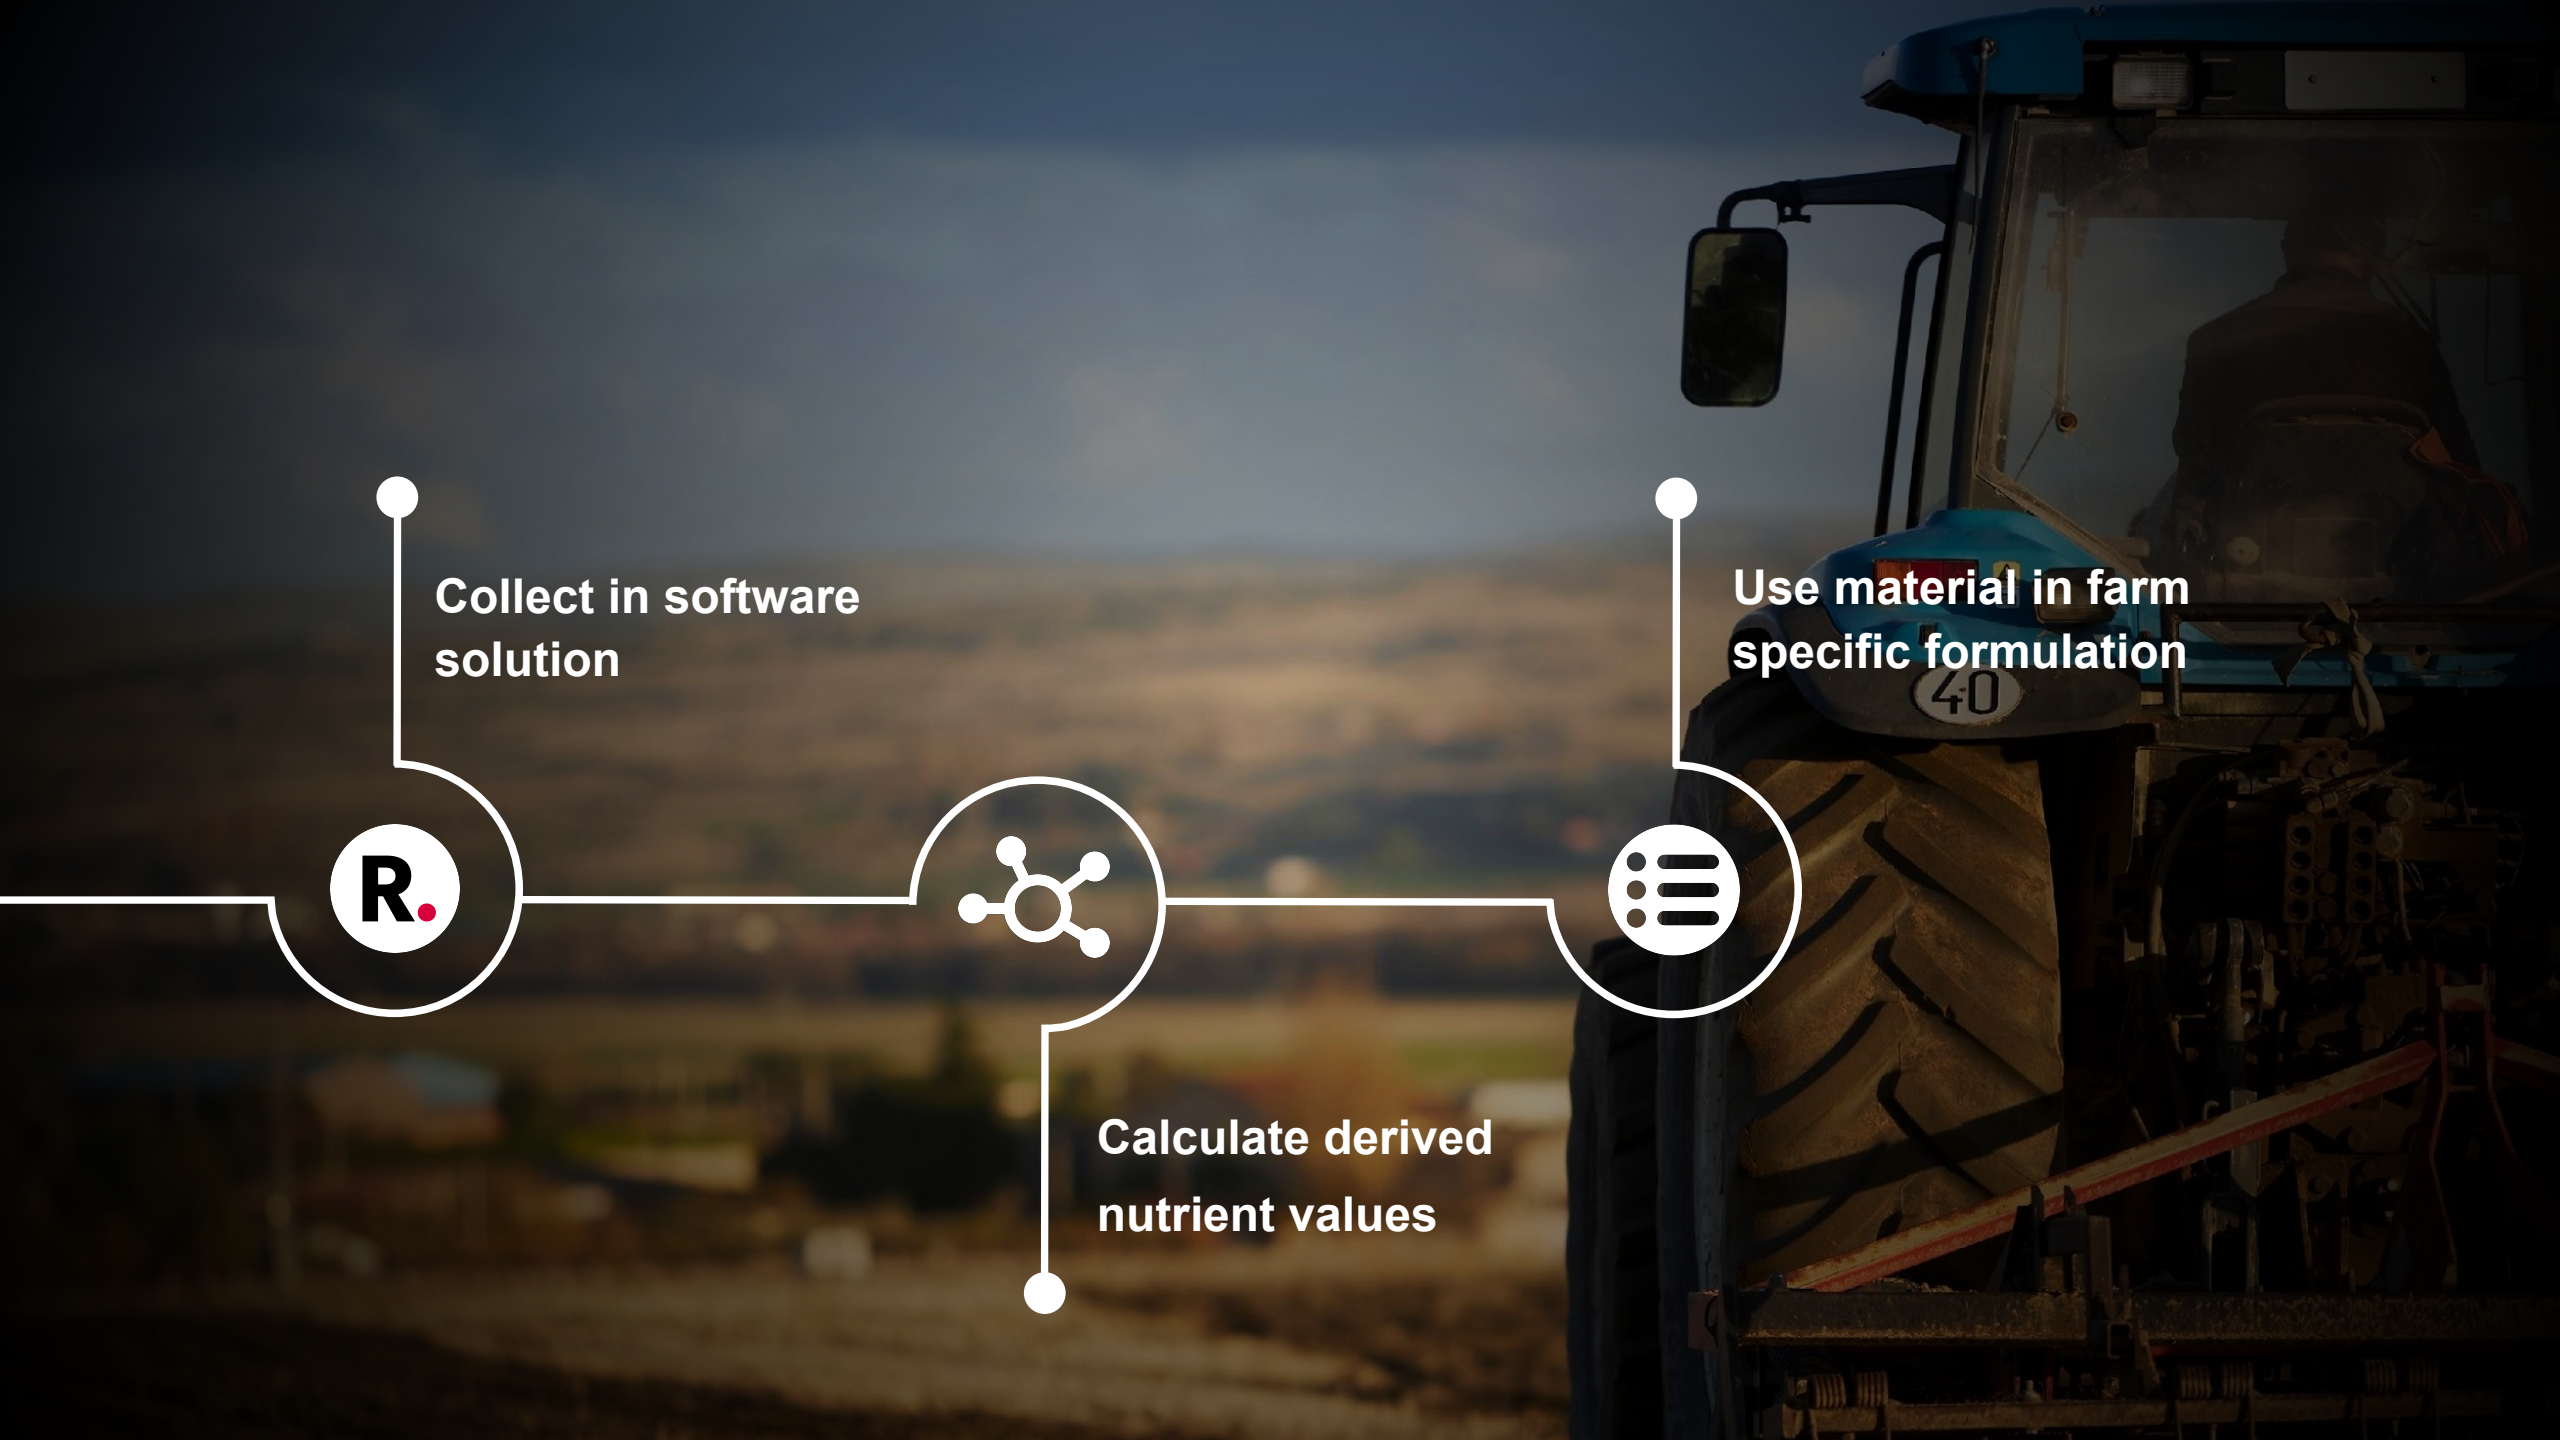 Collect in software
solution
Use material in farm
specific formulation
40
R.
Calculate derived
nutrient values